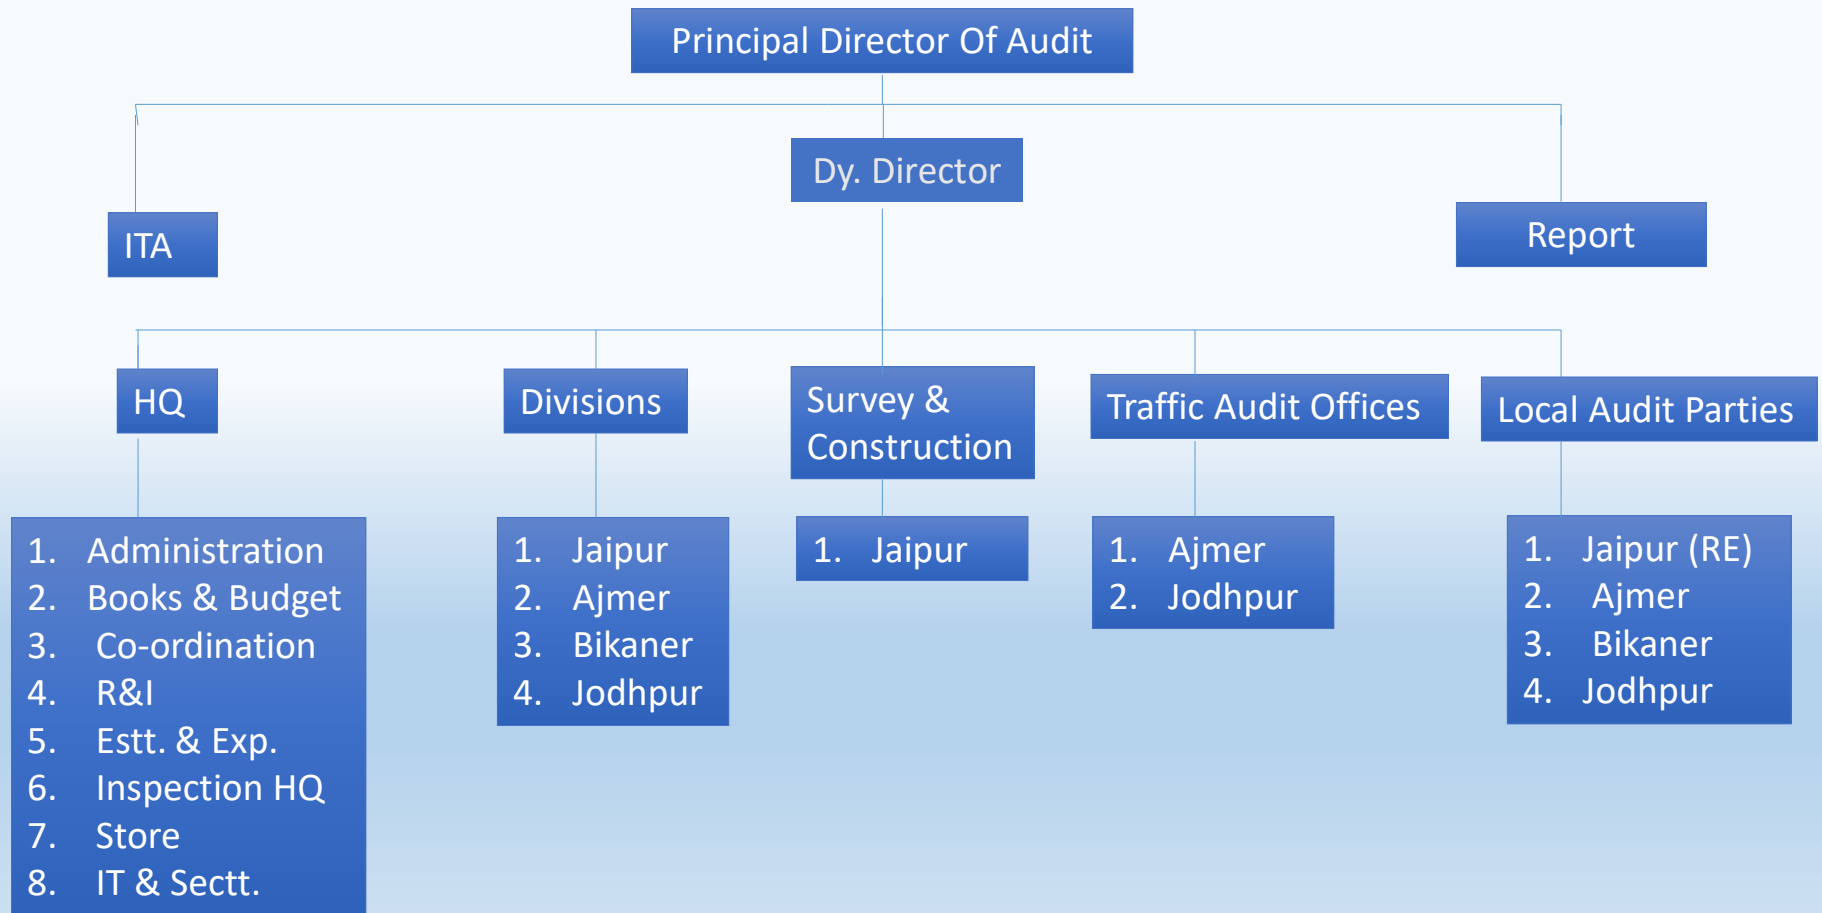 Principal Director Of Audit
Dy. Director
ITA
Report
HQ
Divisions
Survey &
Construction
Traffic Audit Offices
Local Audit Parties
1. Administration
2. Books & Budget
3. Co-ordination
4. R&I
5. Estt. & Exp.
6. Inspection HQ
7. Store
8. IT & Sectt.
1. Jaipur
2. Ajmer
3. Bikaner
4. Jodhpur
1. Jaipur
1. Ajmer
2. Jodhpur
1. Jaipur (RE)
2. Ajmer
3. Bikaner
4. Jodhpur